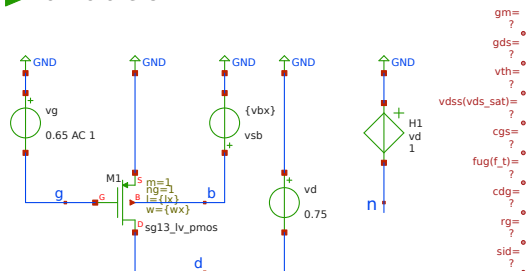 GND
GND
GND
GND
GND
vg
0.65 AC 1
{vbx}
vsb
H1
vd
1
M1
S
m=1
ng=1
l={lx}
w={wx}
G
B
D
sg13_lv_pmos
g
b
vd
0.75
n
d
gm=
?
gds=
?
vth=
?
vdss(vds_sat)=
?
cgs=
?
fug(f_t)=
?
cdg=
?
rg=
?
sid=
?